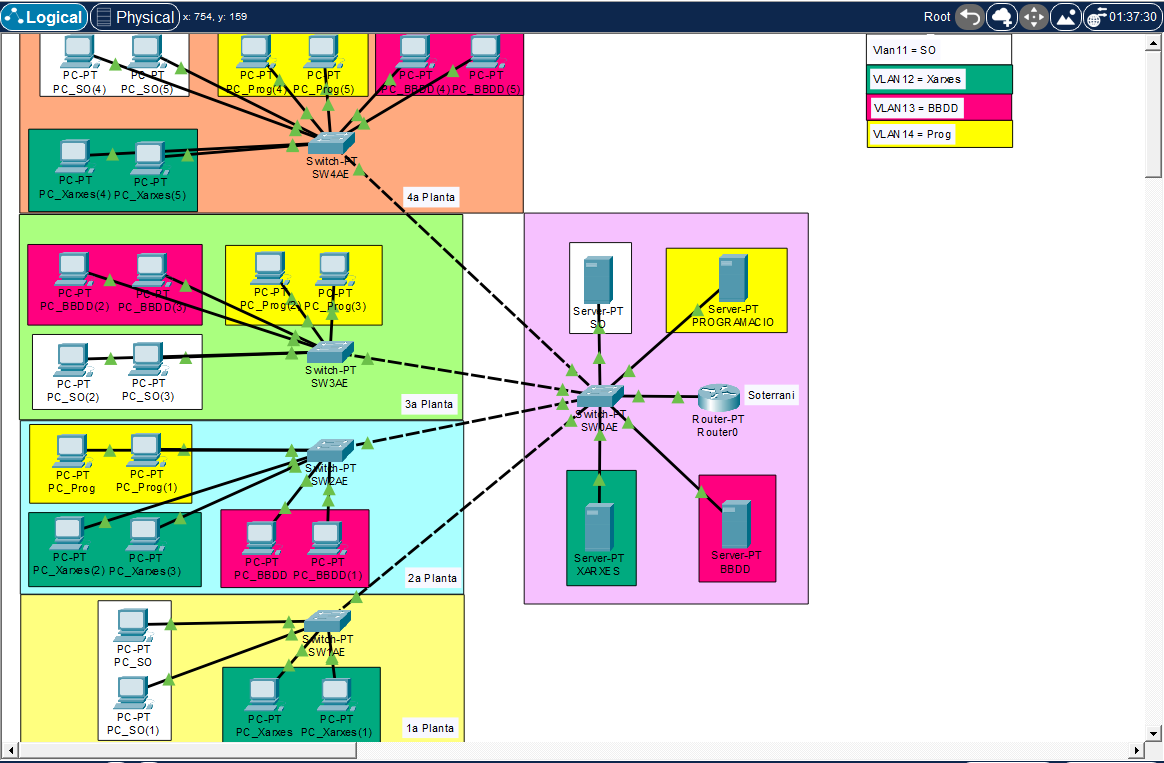 Logical
Physical
x: 754, y: 159
Root
01:37:30
Vlan11 = SO
VLAN12 = Xarxes
VLAN13 = BBDD
VLAN14 = Prog
PC-PT
PC_SO(4)
PC-PT
PC_SO(5)
PC-PT
PC_Prog(4)
PC-PT
PC_Prog(5)
PC-PT
PC_BBDD(4)
PC-PT
PC_BBDD(5)
PC-PT
PC_Xarxes(4)
PC-PT
PC_Xarxes(5)
Switch-PT
SW4AE
4a Planta
PC-PT
PC_BBDD(2)
PC-PT
PC_BBDD(3)
PC-PT
PC_Prog(2)
PC-PT
PC_Prog(3)
PC-PT
PC_SO(2)
PC-PT
PC_SO(3)
Switch-PT
SW3AE
3a Planta
PC-PT
PC_Prog
PC-PT
PC_Prog(1)
PC-PT
PC_Xarxes(2)
PC-PT
PC_Xarxes(3)
PC-PT
PC_BBDD
PC-PT
PC_BBDD(1)
Switch-PT
SW2AE
2a Planta
PC-PT
PC_SO
PC-PT
PC_SO(1)
PC-PT
PC_Xarxes
PC-PT
PC_Xarxes(1)
Switch-PT
SW1AE
1a Planta
Server-PT
SO
Server-PT
PROGRAMACIO
Switch-PT
SW0AE
Router-PT
Router0
Soterrani
Server-PT
XARXES
Server-PT
BBDD